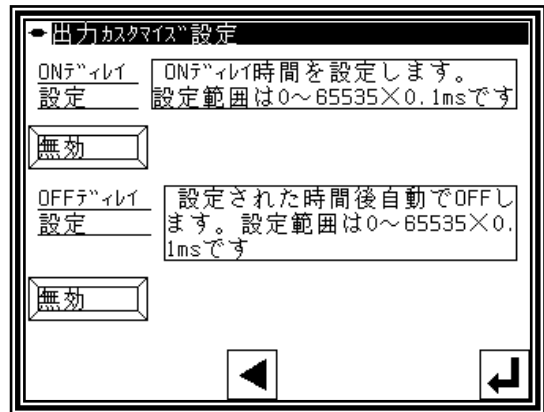 出力ｶｽﾀﾏｲｽﾞ設定
ONﾃﾞｨﾚｲ
設定
ONﾃﾞｨﾚｲ時間を設定します。
設定範囲は0～65535×0.1msです
無効
OFFﾃﾞｨﾚｲ
設定
設定された時間後自動でOFFし
ます。設定範囲は0～65535×0.
1msです
無効